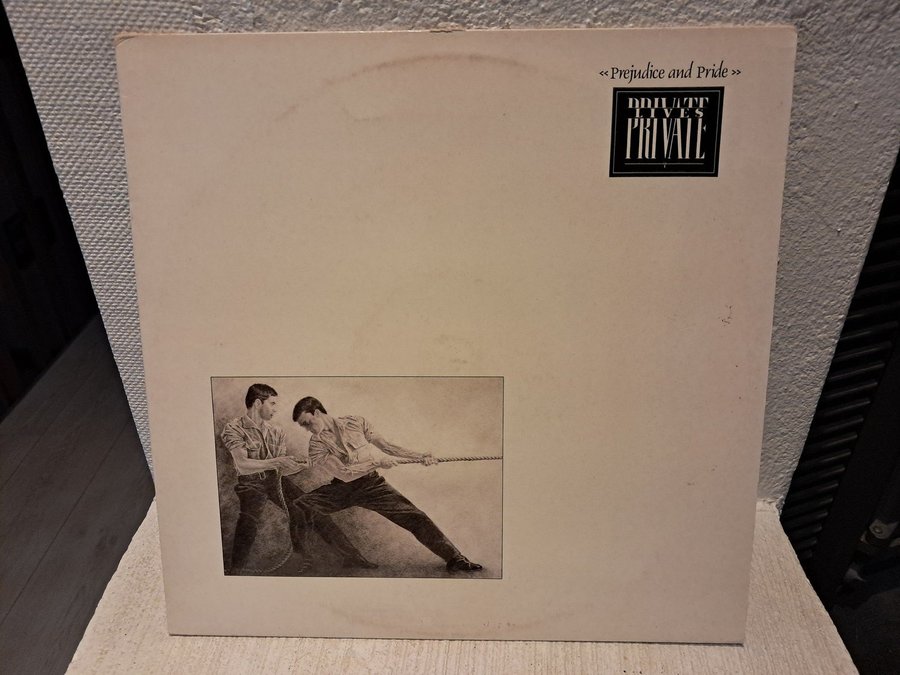 «Prejudice and Pride»
PRIVATE
LIVES
PRIVATE